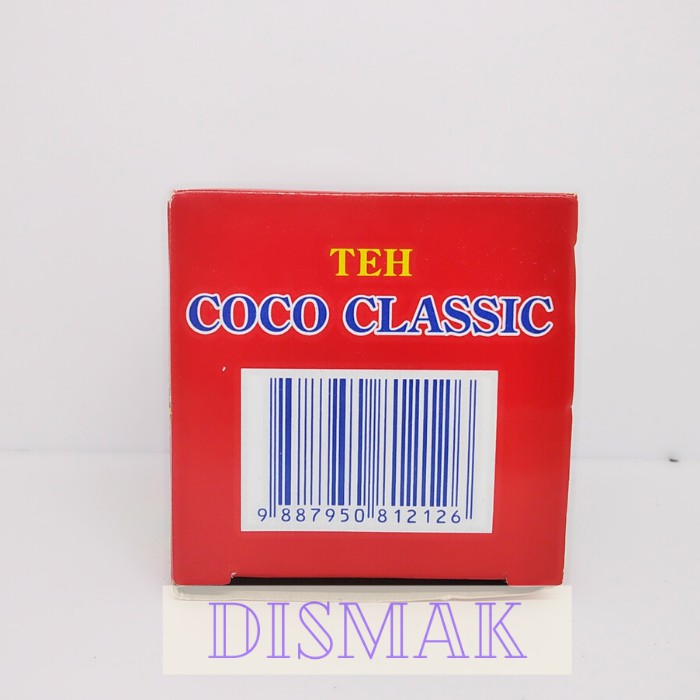 TEH
COCO CLASSIC
9 887950 812126
DISMAK